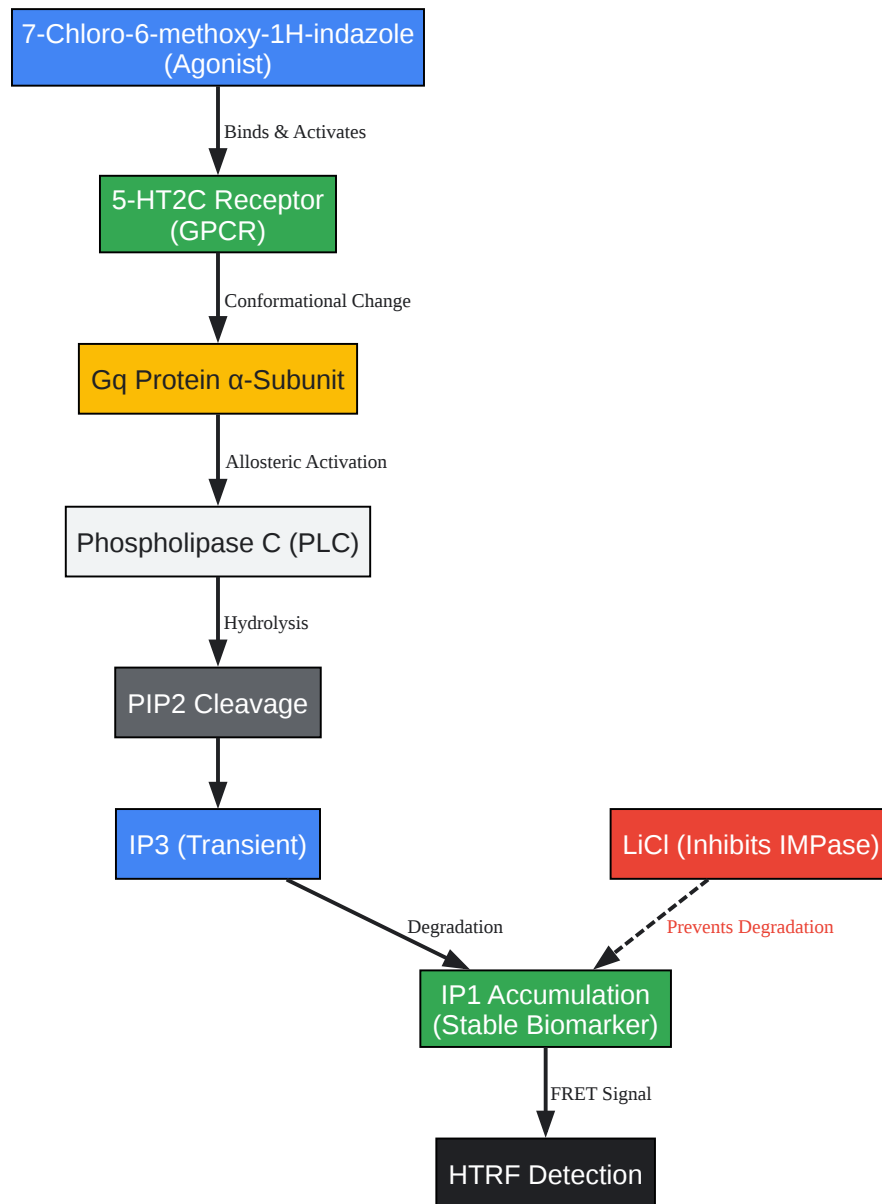 7-Chloro-6-methoxy-1H-indazole
(Agonist)
Binds & Activates
5-HT2C Receptor
(GPCR)
Conformational Change
Gq Protein α-Subunit
Allosteric Activation
Phospholipase C (PLC)
Hydrolysis
PIP2 Cleavage
IP3 (Transient)
LiCl (Inhibits IMPase)
Degradation
Prevents Degradation
IP1 Accumulation
(Stable Biomarker)
FRET Signal
HTRF Detection